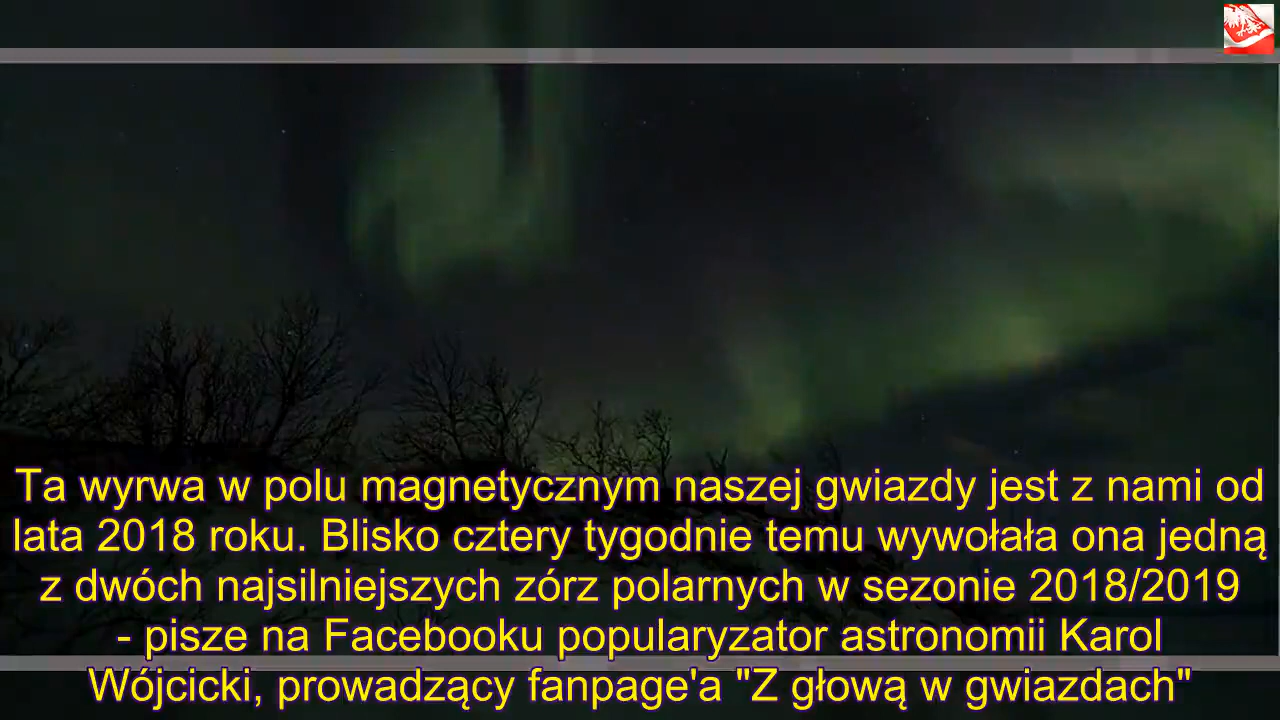 Ta wyrwa w polu magnetycznym naszej gwiazdy jest z nami od
lata 2018 roku. Blisko cztery tygodnie temu wywołała ona jedną
z dwóch najsilniejszych zórz polarnych w sezonie 2018/2019
- pisze na Facebooku popularyzator astronomii Karol
Wójcicki, prowadzący fanpage'a "Z głową w gwiazdach"